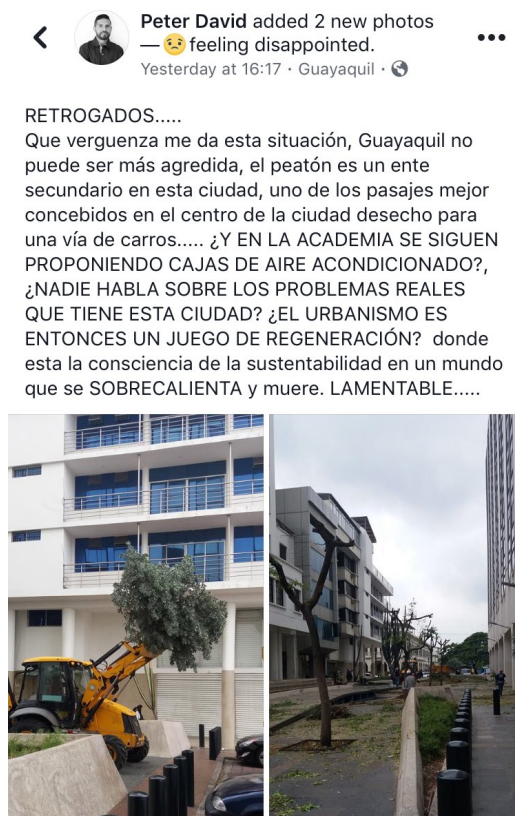 Peter David added 2 new photos
— 😟 feeling disappointed.
Yesterday at 16:17 · Guayaquil ·
RETROGADOS.....
Que verguenza me da esta situación, Guayaquil no
puede ser más agredida, el peatón es un ente
secundario en esta ciudad, uno de los pasajes mejor
concebidos en el centro de la ciudad desecho para
una vía de carros..... ¿Y EN LA ACADEMIA SE SIGUEN
PROPONIENDO CAJAS DE AIRE ACONDICIONADO?,
¿NADIE HABLA SOBRE LOS PROBLEMAS REALES
QUE TIENE ESTA CIUDAD? ¿EL URBANISMO ES
ENTONCES UN JUEGO DE REGENERACIÓN?  donde
esta la consciencia de la sustentabilidad en un mundo
que se SOBRECALIENTA y muere. LAMENTABLE.....